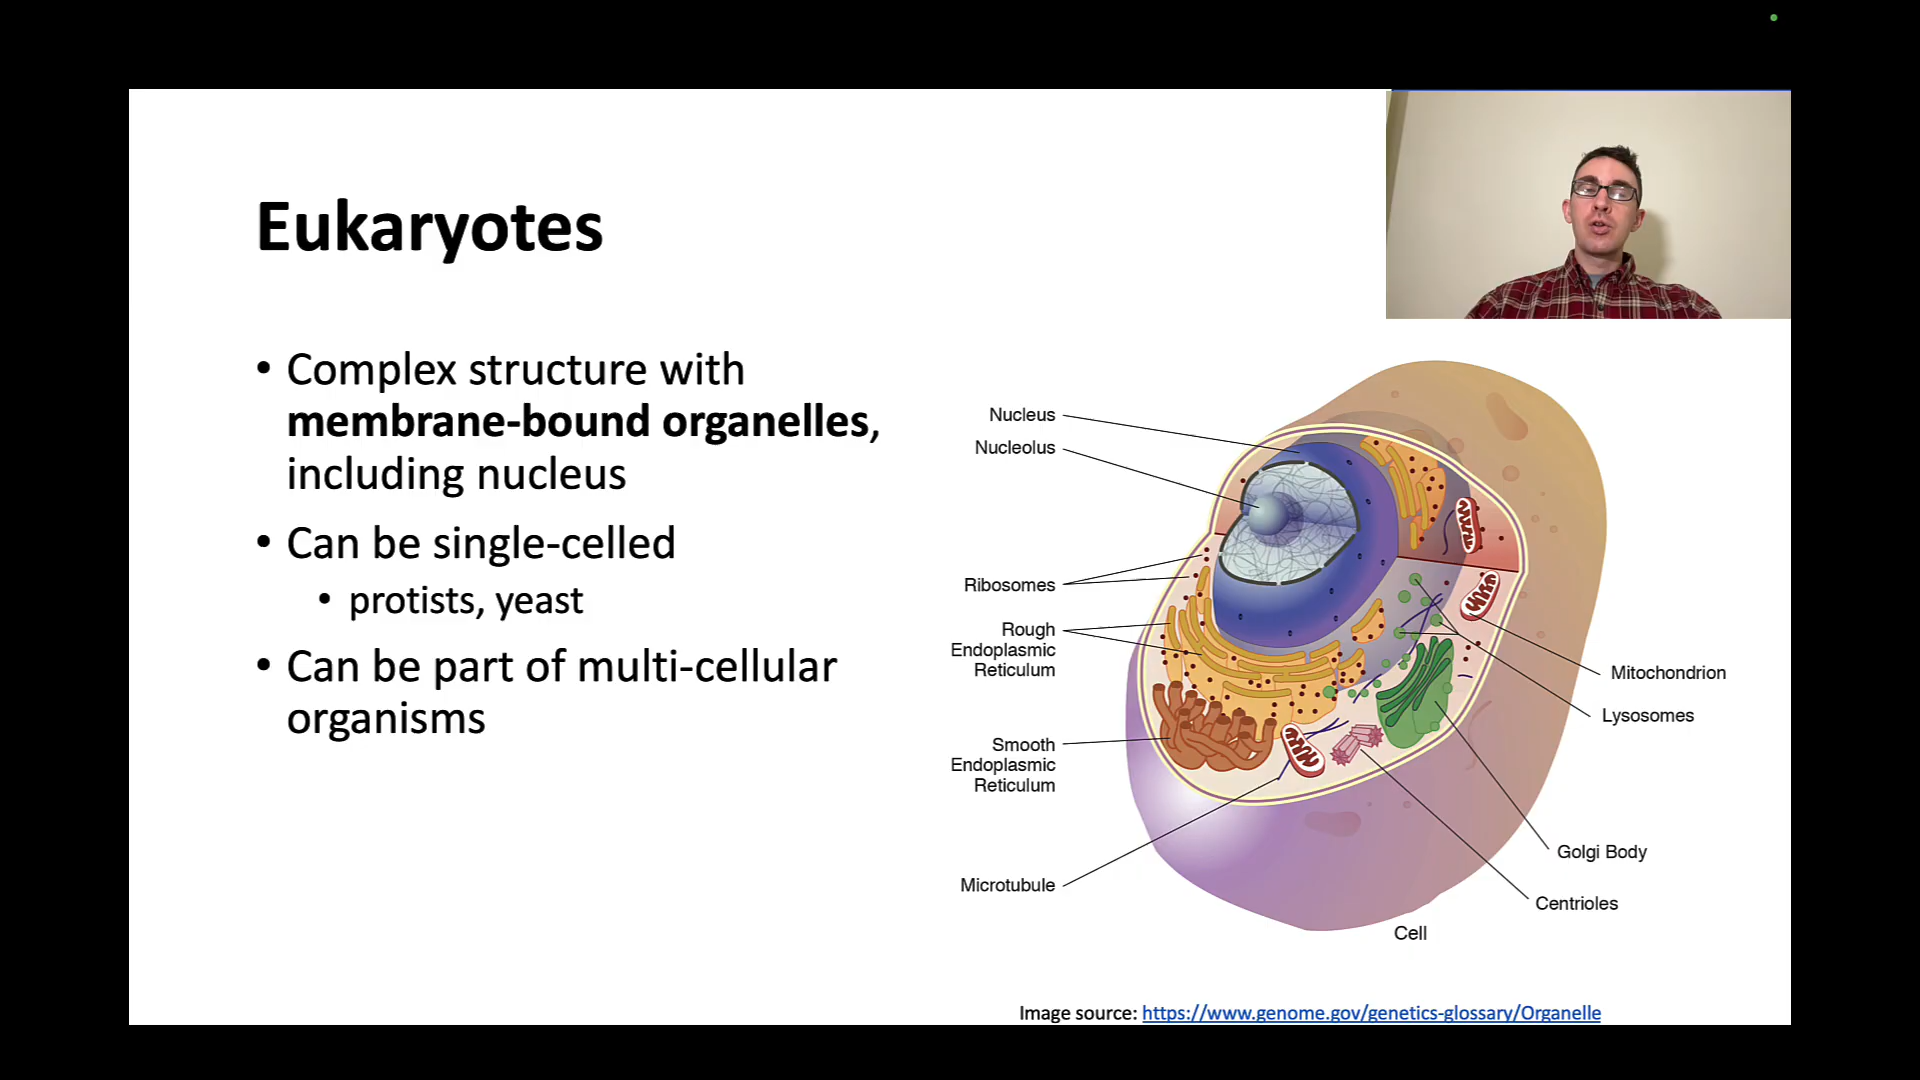 Eukaryotes
• Complex structure with
membrane-bound organelles,
including nucleus
• Can be single-celled
• protists, yeast
• Can be part of multi-cellular
organisms
Nucleus
Nucleolus
Ribosomes
Rough
Endoplasmic
Reticulum
Smooth
Endoplasmic
Reticulum
Microtubule
Mitochondrion
Lysosomes
Golgi Body
Centrioles
Cell
Image source: https://www.genome.gov/genetics-glossary/Organelle